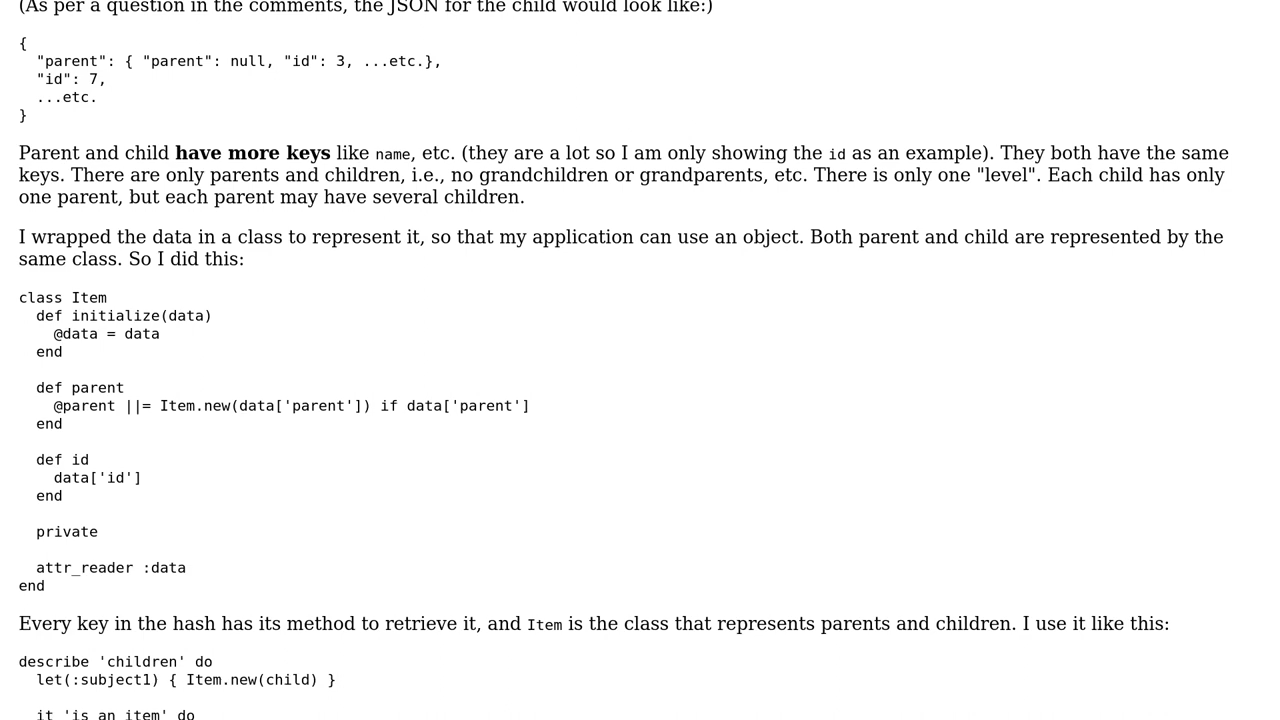 (As per a question in the comments, the JSON for the child would look like:)
{
  "parent": { "parent": null, "id": 3, ...etc.},
  "id": 7,
  ...etc.
}
Parent and child have more keys like name, etc. (they are a lot so I am only showing the id as an example). They both have the same
keys. There are only parents and children, i.e., no grandchildren or grandparents, etc. There is only one "level". Each child has only
one parent, but each parent may have several children.
I wrapped the data in a class to represent it, so that my application can use an object. Both parent and child are represented by the
same class. So I did this:
class Item
  def initialize(data)
    @data = data
  end
  def parent
    @parent ||= Item.new(data['parent']) if data['parent']
  end
  def id
    data['id']
  end
  private
  attr_reader :data
end
Every key in the hash has its method to retrieve it, and Item is the class that represents parents and children. I use it like this:
describe 'children' do
  let(:subject1) { Item.new(child) }
  it 'is an item' do